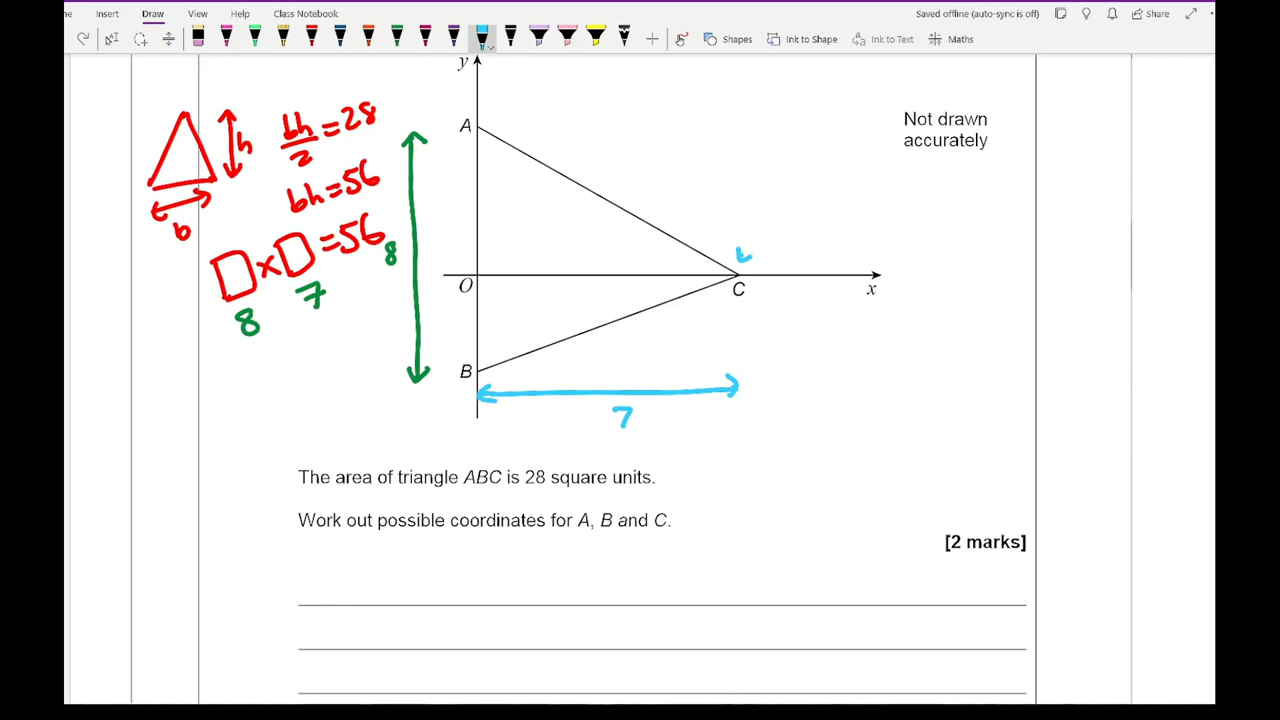 me Insert Draw View Help Class Notebook Saved offline (auto-sync is off) Share
Shapes Ink to Shape Ink to Text Maths
y
A
Not drawn
accurately
h
bh/2=28
b
bh=56
□×□=56
8 7
8
O
C
x
B
7
The area of triangle ABC is 28 square units.
Work out possible coordinates for A, B and C.
[2 marks]